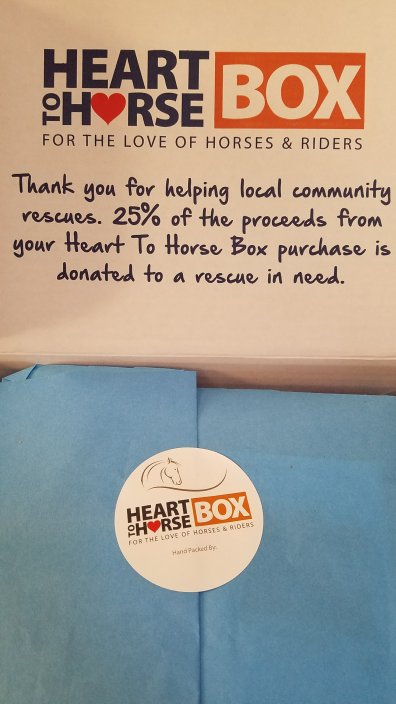 HEART BOX
TO H RSE
FOR THE LOVE OF HORSES & RIDERS
Thank you for helping local community
rescues. 25% of the proceeds from
your Heart To Horse Box purchase is
donated to a rescue in need.
HEART BOX
TO H RSE
FOR THE LOVE OF HORSES & RIDERS
Hand Packed By: